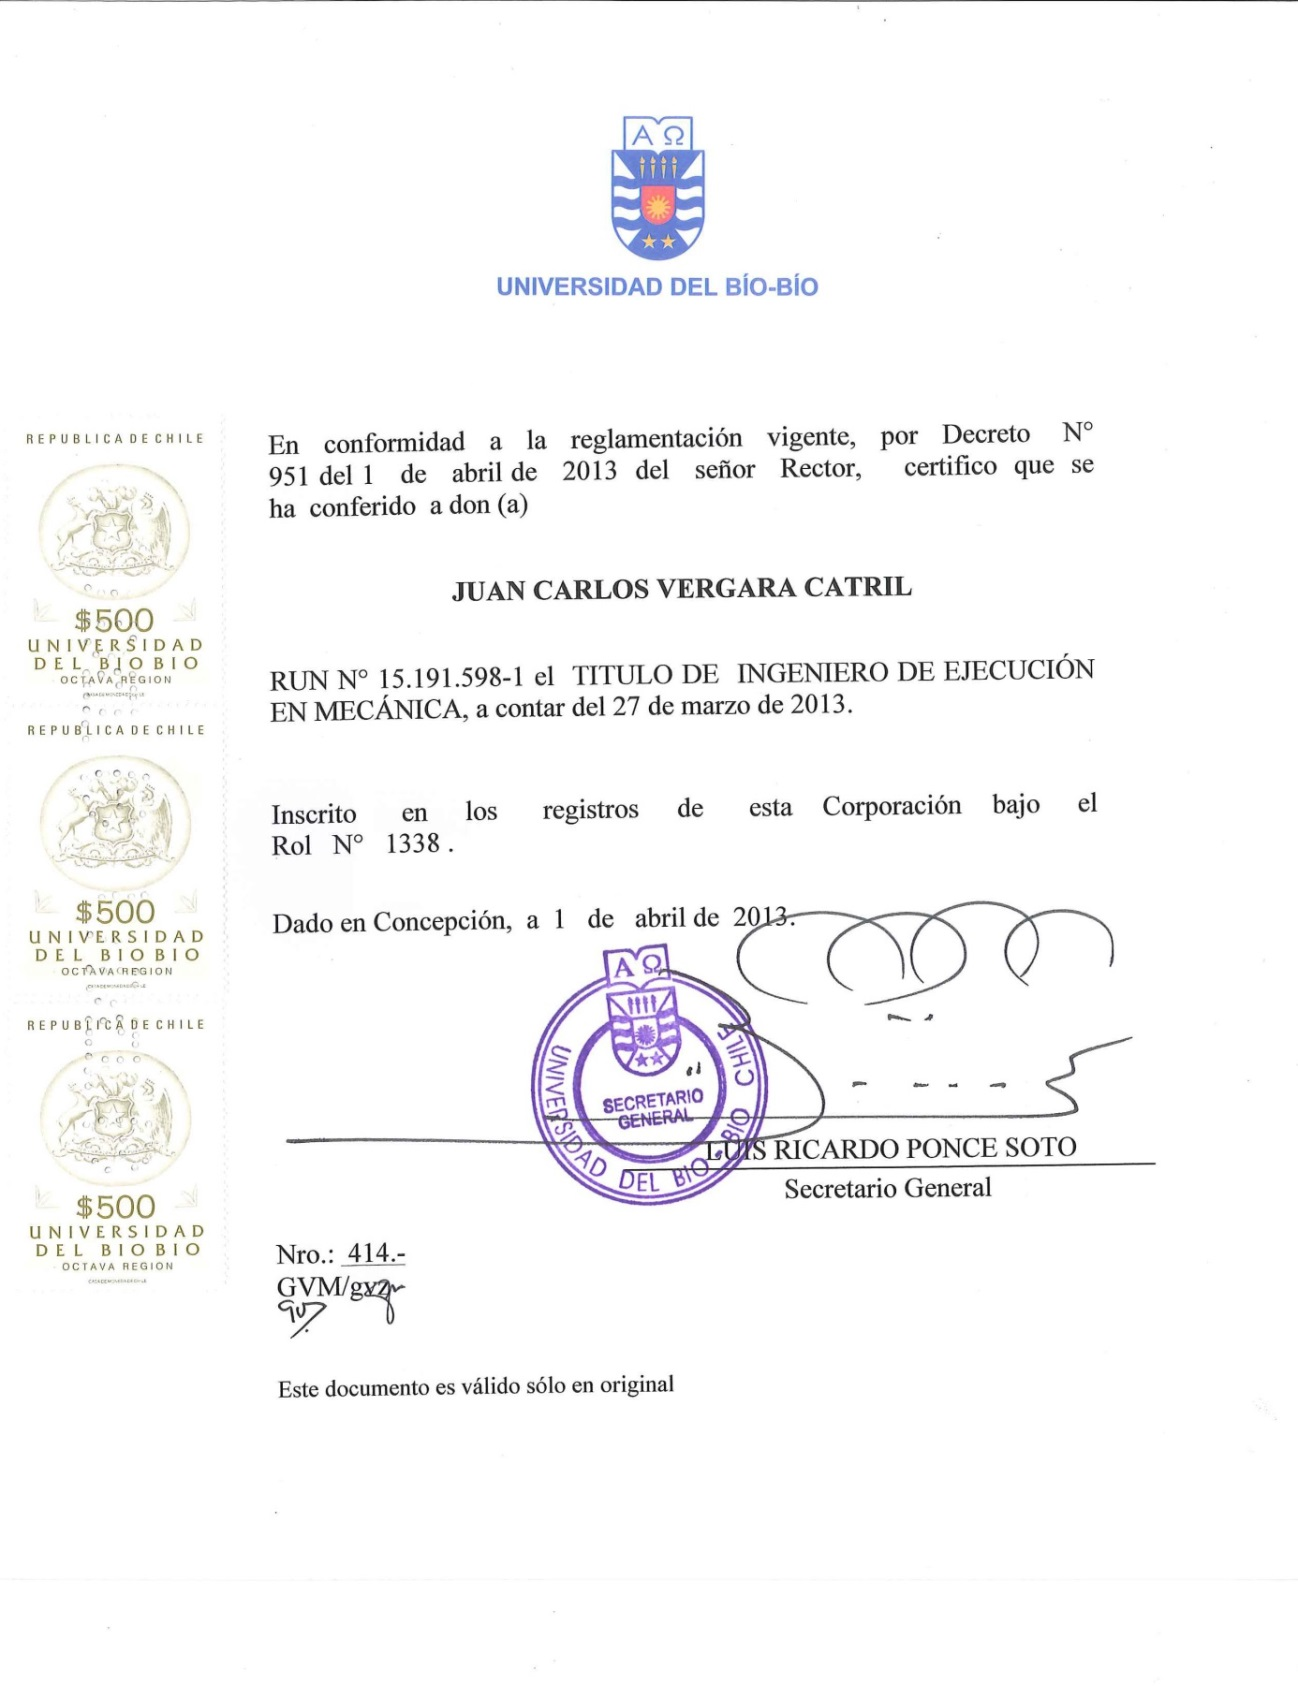 ΑΩ
UNIVERSIDAD DEL BÍO-BÍO
En conformidad a la reglamentación vigente, por Decreto N°
951 del 1 de abril de 2013 del señor Rector, certifico que se
ha conferido a don (a)
JUAN CARLOS VERGARA CATRIL
RUN N° 15.191.598-1 el TITULO DE INGENIERO DE EJECUCIÓN
EN MECÁNICA, a contar del 27 de marzo de 2013.
Inscrito en los registros de esta Corporación bajo el
Rol N° 1338 .
Dado en Concepción, a 1 de abril de 2013.
ΑΩ
UNIVERSIDAD DEL BIO-BIO CHILE
SECRETARIO
GENERAL
LUIS RICARDO PONCE SOTO
Secretario General
Nro.: 414.-
GVM/gvz
Este documento es válido sólo en original
REPUBLICA DE CHILE
$500
UNIVERSIDAD
DEL BIO BIO
OCTAVA REGION
REPUBLICA DE CHILE
$500
UNIVERSIDAD
DEL BIO BIO
OCTAVA REGION
REPUBLICA DE CHILE
$500
UNIVERSIDAD
DEL BIO BIO
OCTAVA REGION